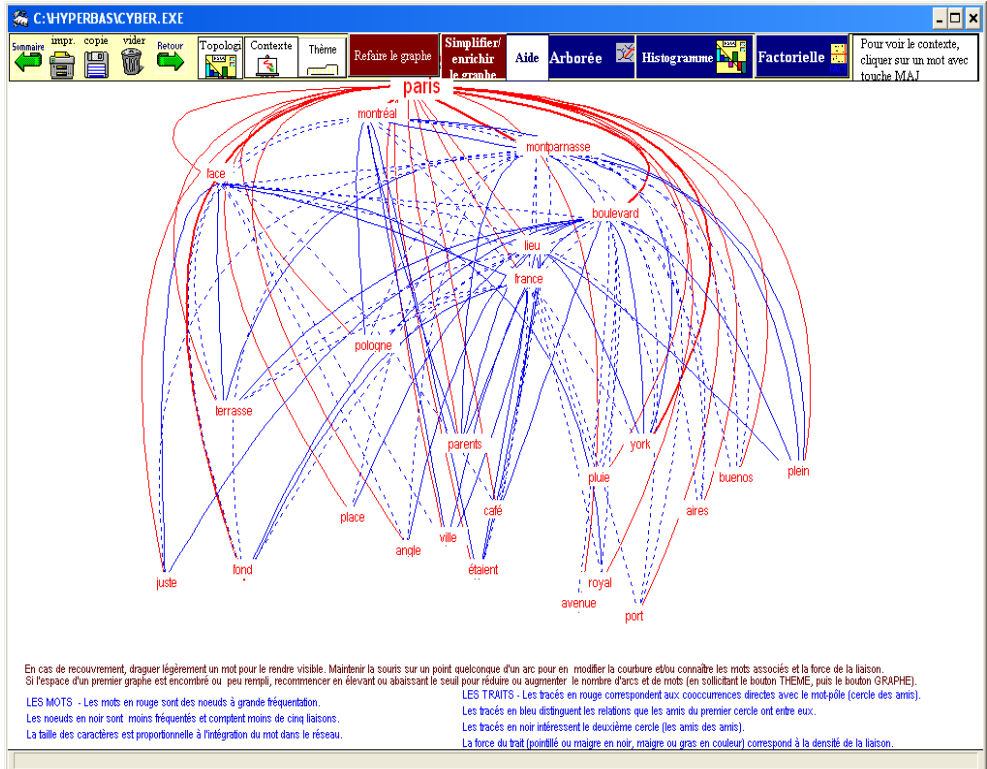 C:\HYPERBAS\CYBER.EXE
Sommaire impr. copie vider Retour Topologi Contexte Thème Refaire le graphe Simplifier/ enrichir le graphe Aide Arborée Histogramme Factorielle Pour voir le contexte,
cliquer sur un mot avec
touche MAJ
paris
montréal
montparnasse
face
boulevard
lieu
france
pologne
terrasse
parents
york
plein
pluie
buenos
café
aires
place
ville
angle
étaient
fond
juste
royal
avenue
port
En cas de recouvrement, draguer légèrement un mot pour le rendre visible. Maintenir la souris sur un point quelconque d'un arc pour en modifier la courbure et/ou connaître les mots associés et la force de la liaison.
Si l'espace d'un premier graphe est encombré ou peu rempli, recommencer en élevant ou abaissant le seuil pour réduire ou augmenter le nombre d'arcs et de mots (en sollicitant le bouton THEME, puis le bouton GRAPHE).
LES MOTS - Les mots en rouge sont des noeuds à grande fréquentation.
Les noeuds en noir sont moins fréquentés et comptent moins de cinq liaisons.
La taille des caractères est proportionnelle à l'intégration du mot dans le réseau.
LES TRAITS - Les tracés en rouge correspondent aux cooccurrences directes avec le mot-pôle (cercle des amis).
Les tracés en bleu distinguent les relations que les amis du premier cercle ont entre eux.
Les tracés en noir intéressent le deuxième cercle (les amis des amis).
La force du trait (pointillé ou maigre en noir, maigre ou gras en couleur) correspond à la densité de la liaison.